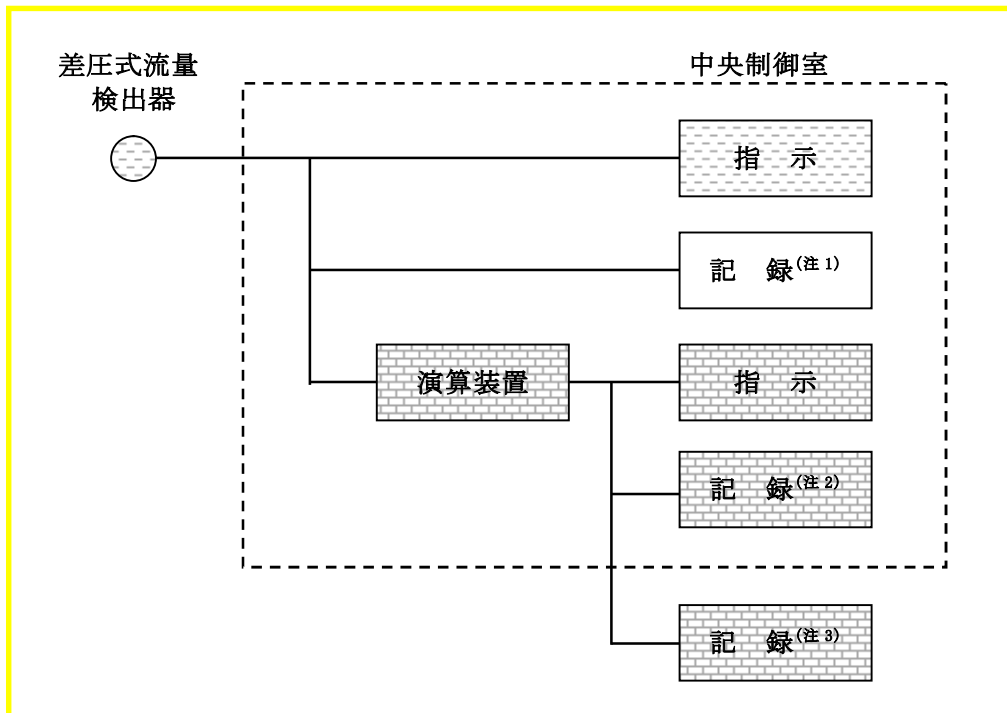 差圧式流量
検出器
中央制御室
指 示
記 録(注1)
演算装置
指 示
記 録(注2)
記 録(注3)